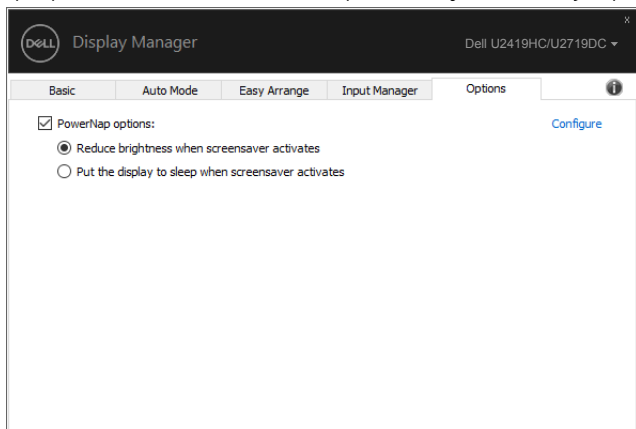 x
DELL Display Manager Dell U2419HC/U2719DC
Basic Auto Mode Easy Arrange Input Manager Options
PowerNap options: Configure
Reduce brightness when screensaver activates
Put the display to sleep when screensaver activates